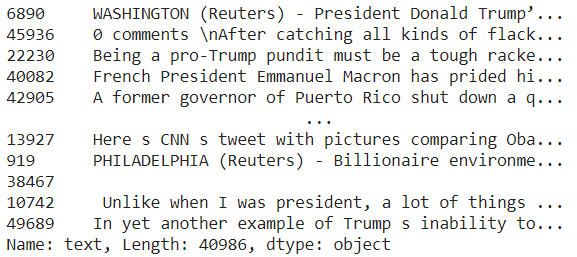 6890     WASHINGTON (Reuters) - President Donald Trump’...
45936    0 comments \nAfter catching all kinds of flack...
22230    Being a pro-Trump pundit must be a tough racke...
40082    French President Emmanuel Macron has prided hi...
42905    A former governor of Puerto Rico shut down a q...
...
13927    Here s CNN s tweet with pictures comparing Oba...
919      PHILADELPHIA (Reuters) - Billionaire environme...
38467
10742     Unlike when I was president, a lot of things ...
49689    In yet another example of Trump s inability to...
Name: text, Length: 40986, dtype: object